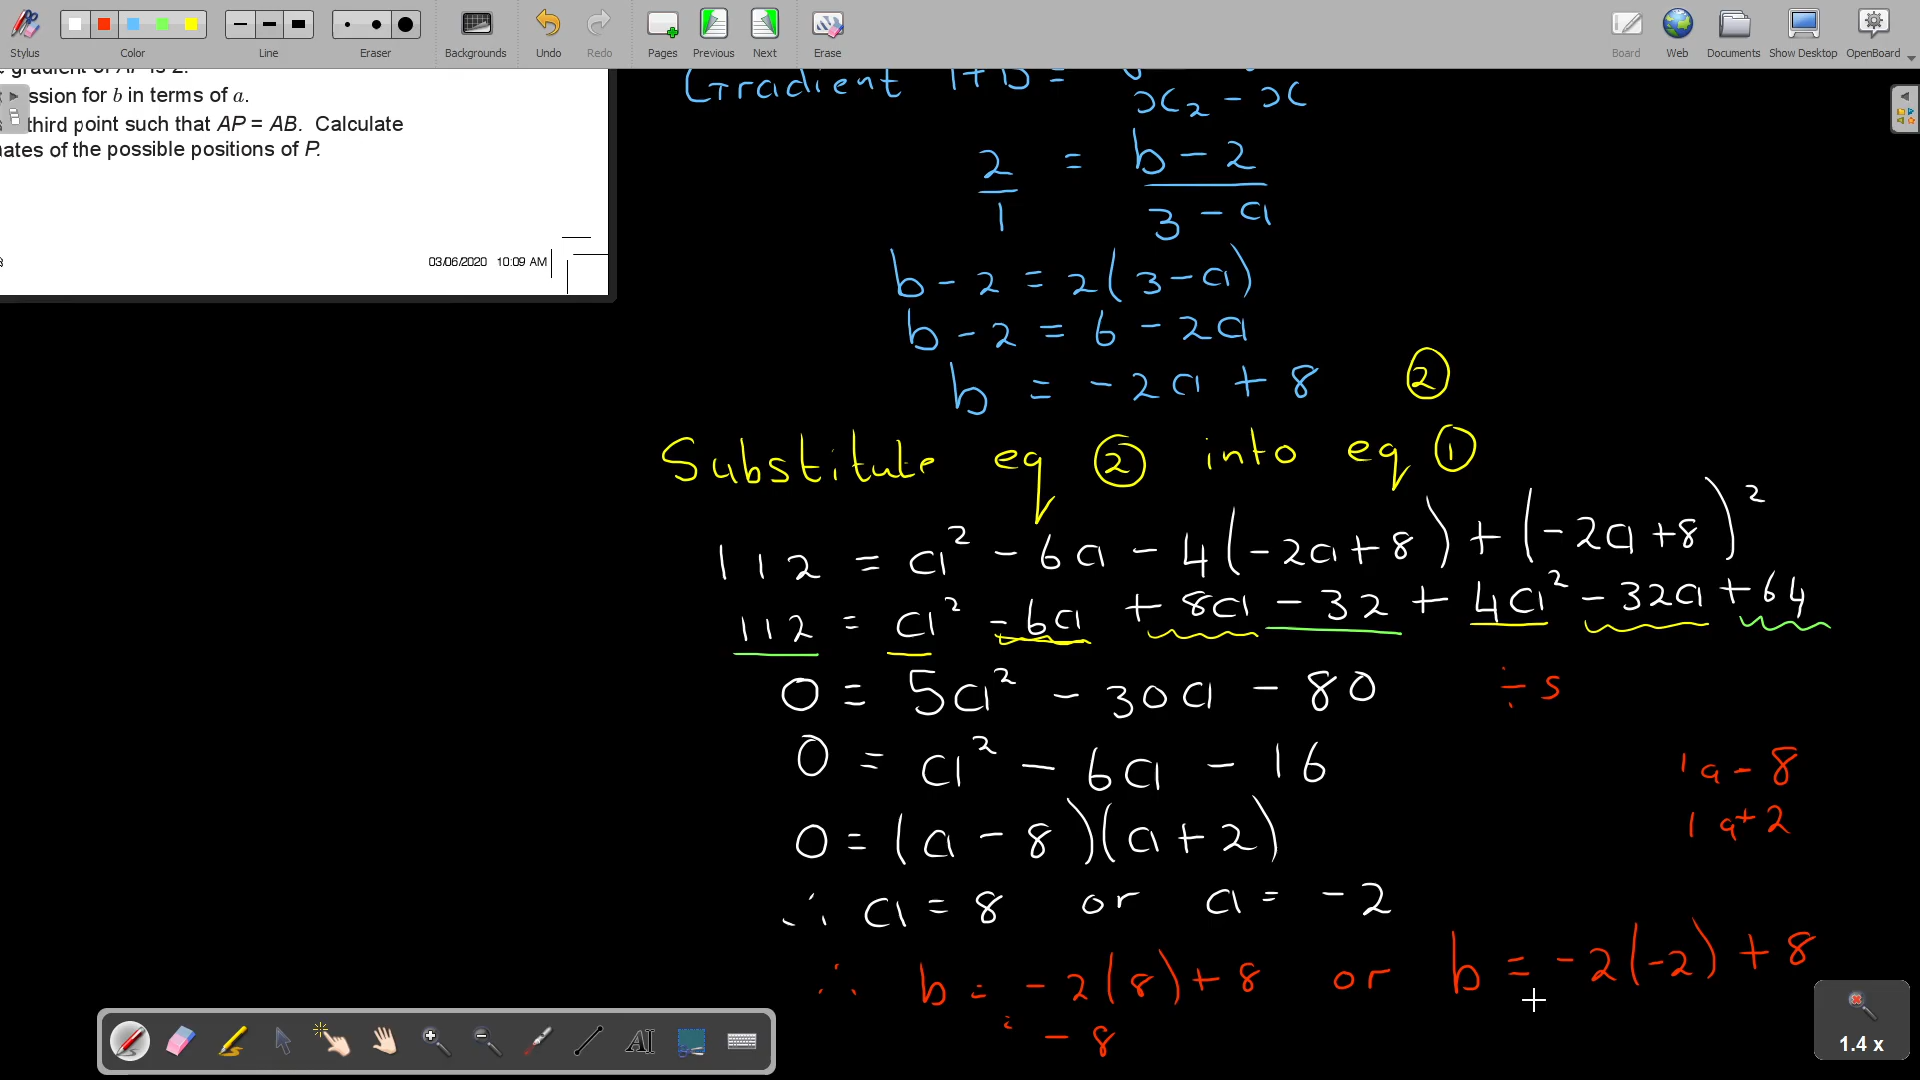 Stylus Color Line Eraser Backgrounds Undo Redo Pages Previous Next Erase Board Web Documents Show Desktop OpenBoard
gradient of AP is 2.
ssion for b in terms of a.
third point such that AP = AB. Calculate
ates of the possible positions of P.
03/06/2020 10:09 AM
Gradient
x₂ - x
2/1 = (b - 2)/(3 - a)
b - 2 = 2(3 - a)
b - 2 = 6 - 2a
b = -2a + 8 ②
Substitute eq ② into eq ①
112 = a² - 6a - 4(-2a+8) + (-2a+8)²
112 = a² - 6a + 8a - 32 + 4a² - 32a + 64
0 = 5a² - 30a - 80 ÷ 5
0 = a² - 6a - 16
1a - 8
1a + 2
0 = (a - 8)(a + 2)
∴ a = 8 or a = -2
∴ b = -2(8) + 8 or b = -2(-2) + 8
- 8
1.4 x